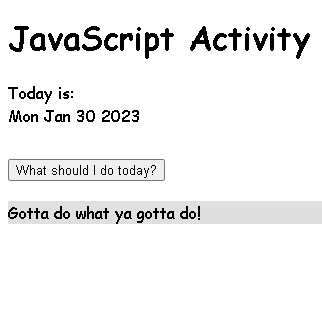 JavaScript Activity
Today is:
Mon Jan 30 2023
What should I do today?
Gotta do what ya gotta do!